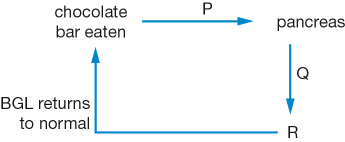 chocolate
bar eaten
P
pancreas
Q
BGL returns
to normal
R